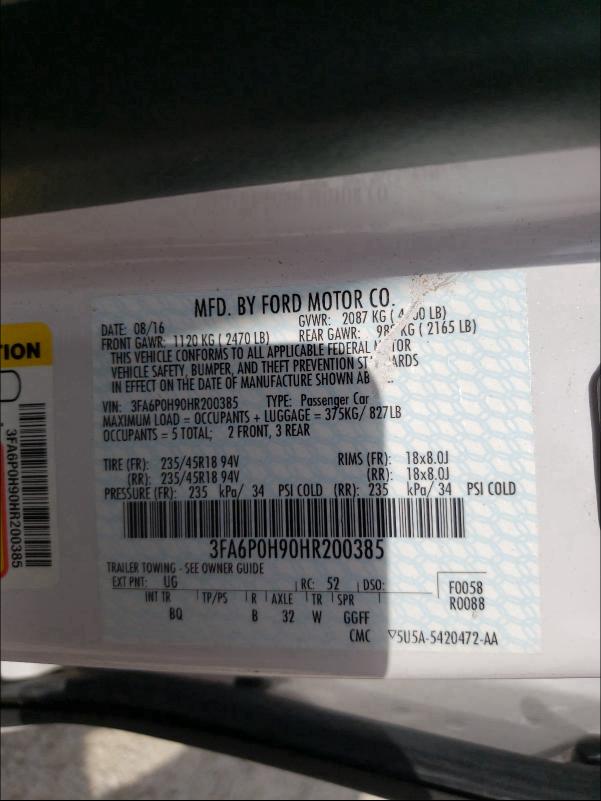 MFD. BY FORD MOTOR CO.
DATE: 08/16 GVWR: 2087 KG ( LB)
FRONT GAWR: 1120 KG ( 2470 LB) REAR GAWR: KG ( 2165 LB)
THIS VEHICLE CONFORMS TO ALL APPLICABLE FEDERAL
VEHICLE SAFETY, BUMPER, AND THEFT PREVENTION
IN EFFECT ON THE DATE OF MANUFACTURE SHOWN
VIN: 3FA6P0H90HR200385 TYPE: Passenger Car
MAXIMUM LOAD = OCCUPANTS + LUGGAGE = 375KG/ 827LB
OCCUPANTS = 5 TOTAL; 2 FRONT, 3 REAR
TIRE (FR): 235/45R18 94V RIMS (FR): 18x8.0J
(RR): 235/45R18 94V (RR): 18x8.0J
PRESSURE (FR): 235 kPa/ 34 PSI COLD (RR): 235 kPa/ 34 PSI COLD
3FA6P0H90HR200385
TRAILER TOWING - SEE OWNER GUIDE
EXT PNT: UG RC: 52 DSO: F0058
INT TR TP/PS R AXLE TR SPR R0088
BQ B 32 W GGFF
CMC ▽5U5A-5420472-AA
3FA6P0H90HR200385